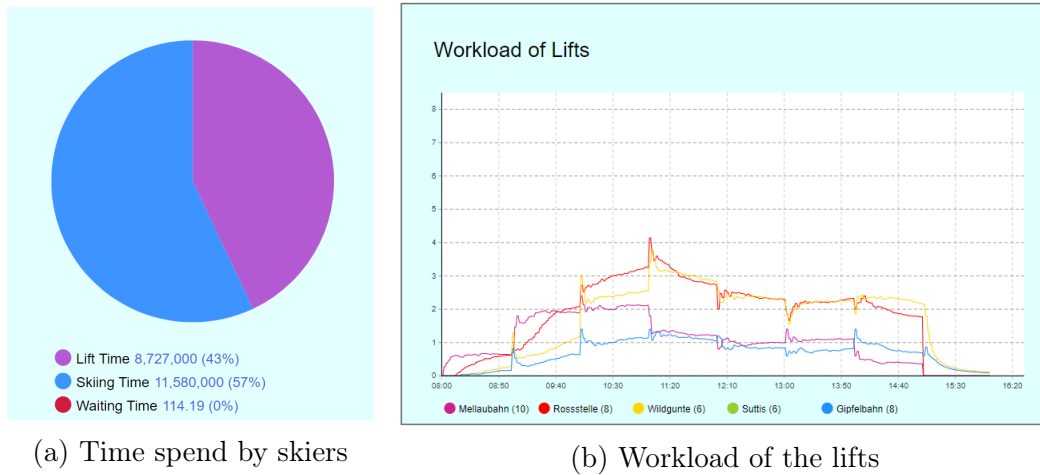 Lift Time 8,727,000 (43%)
Skiing Time 11,580,000 (57%)
Waiting Time 114.19 (0%)
(a) Time spend by skiers
Workload of Lifts
8
7
6
5
4
3
2
1
0
08:00 08:50 09:40 10:30 11:20 12:10 13:00 13:50 14:40 15:30 16:20
Mellaubahn (10) Rossstelle (8) Wildgunte (6) Suttis (6) Gipfelbahn (8)
(b) Workload of the lifts